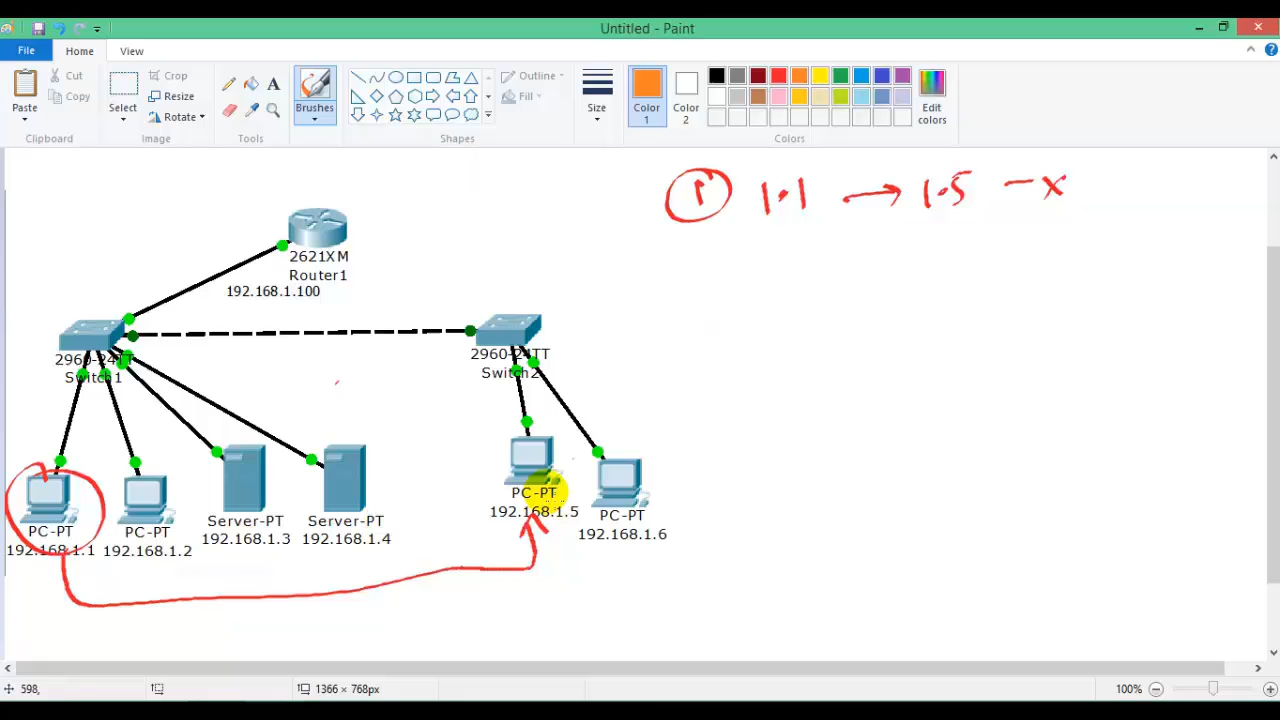 Untitled - Paint
File Home View
Paste
Cut
Copy
Clipboard
Select
Crop
Resize
Rotate
Image
A
Tools
Brushes
Outline
Fill
Shapes
Size
Color 1
Color 2
Edit colors
Colors
1 1.1 → 1.5 - x
2621XM
Router1
192.168.1.100
2960-24TT
Switch1
2960-24TT
Switch2
PC-PT
192.168.1.1
PC-PT
192.168.1.2
Server-PT
192.168.1.3
Server-PT
192.168.1.4
PC-PT
192.168.1.5
PC-PT
192.168.1.6
598,
1366 × 768px
100%